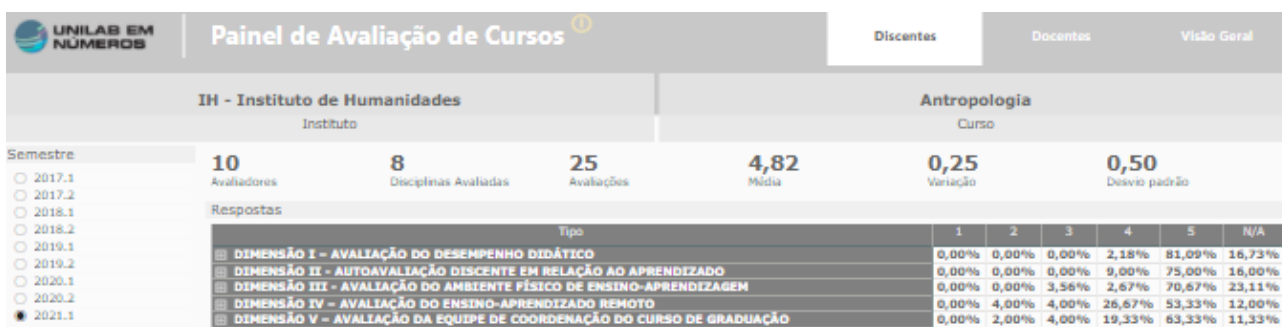 UNILAB EM
NÚMEROS
Painel de Avaliação de Cursos
Discentes Docentes Visão Geral
IH - Instituto de Humanidades
Instituto
Antropologia
Curso
Semestre
2017.1
2017.2
2018.1
2018.2
2019.1
2019.2
2020.1
2020.2
2021.1
10 8 25 4,82 0,25 0,50
Avaliadores Disciplinas Avaliadas Avaliações Média Variação Desvio padrão
Respostas
Tipo 1 2 3 4 5 N/A
DIMENSÃO I – AVALIAÇÃO DO DESEMPENHO DIDÁTICO 0,00% 0,00% 0,00% 2,18% 81,09% 16,73%
DIMENSÃO II - AUTOAVALIAÇÃO DISCENTE EM RELAÇÃO AO APRENDIZADO 0,00% 0,00% 0,00% 9,00% 75,00% 16,00%
DIMENSÃO III - AVALIAÇÃO DO AMBIENTE FÍSICO DE ENSINO-APRENDIZAGEM 0,00% 0,00% 3,56% 2,67% 70,67% 23,11%
DIMENSÃO IV – AVALIAÇÃO DO ENSINO-APRENDIZADO REMOTO 0,00% 4,00% 4,00% 26,67% 53,33% 12,00%
DIMENSÃO V – AVALIAÇÃO DA EQUIPE DE COORDENAÇÃO DO CURSO DE GRADUAÇÃO 0,00% 2,00% 4,00% 19,33% 63,33% 11,33%